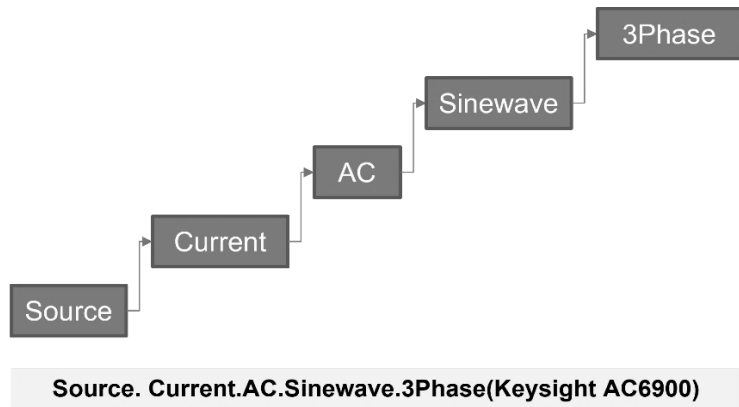 3Phase
Sinewave
AC
Current
Source
Source. Current.AC.Sinewave.3Phase(Keysight AC6900)